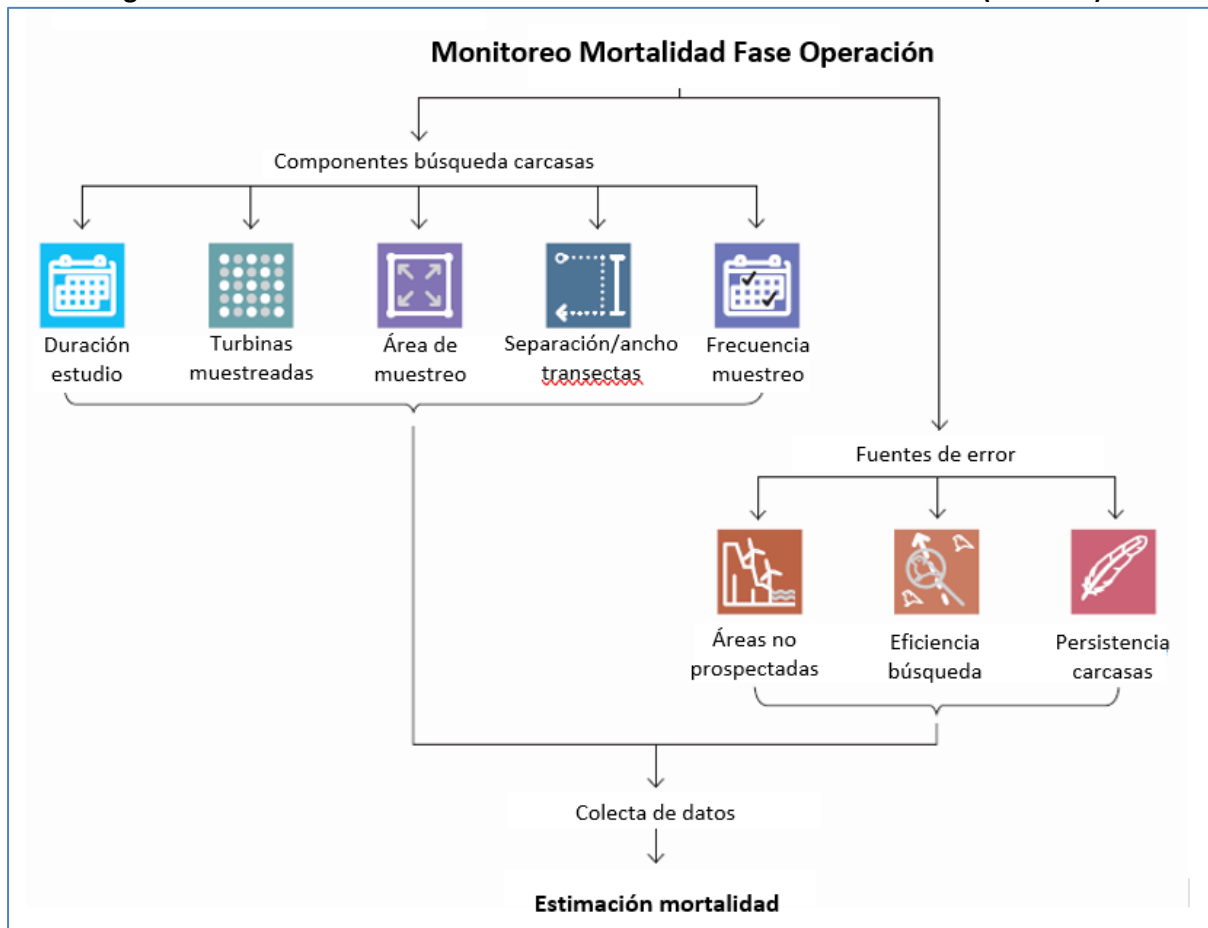 Monitoreo Mortalidad Fase Operación
Componentes búsqueda carcasas
Duración
estudio
Turbinas
muestreadas
Área de
muestreo
Separación/ancho
transectas
Frecuencia
muestreo
Fuentes de error
Áreas no
prospectadas
Eficiencia
búsqueda
Persistencia
carcasas
Colecta de datos
Estimación mortalidad